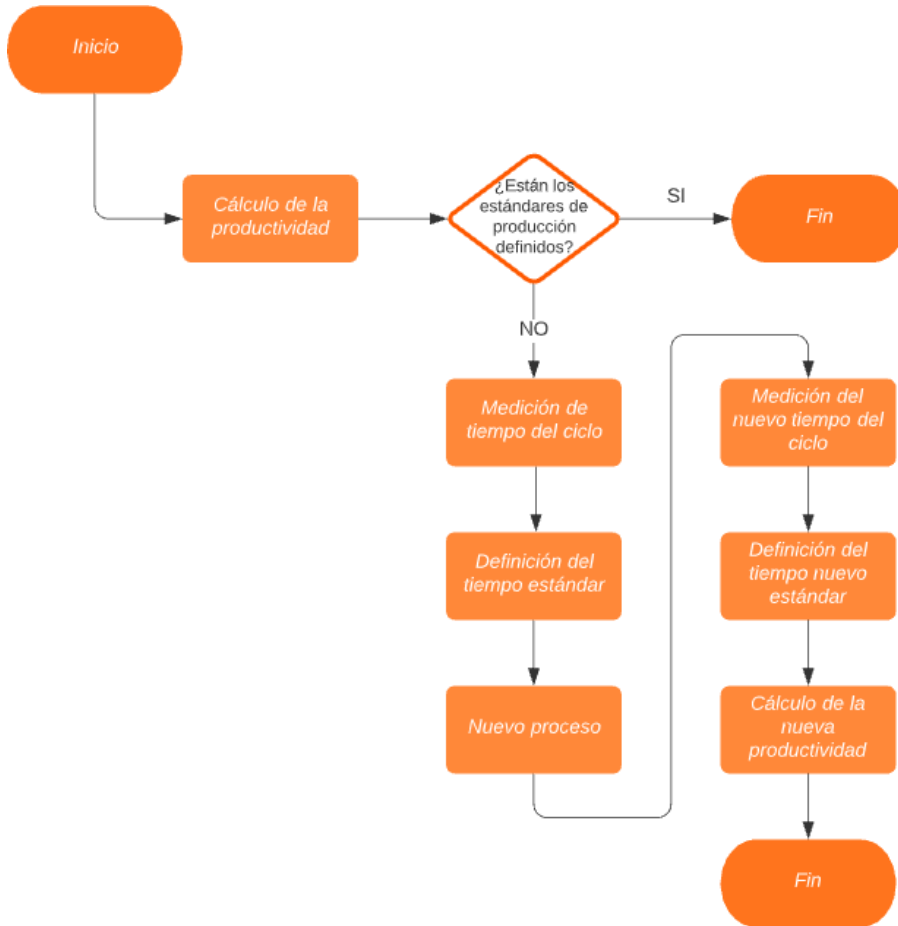 Inicio
Cálculo de la
productividad
¿Están los
estándares de
producción
definidos?
SI
Fin
NO
Medición de
tiempo del ciclo
Definición del
tiempo estándar
Nuevo proceso
Medición del
nuevo tiempo del
ciclo
Definición del
tiempo nuevo
estándar
Cálculo de la
nueva
productividad
Fin